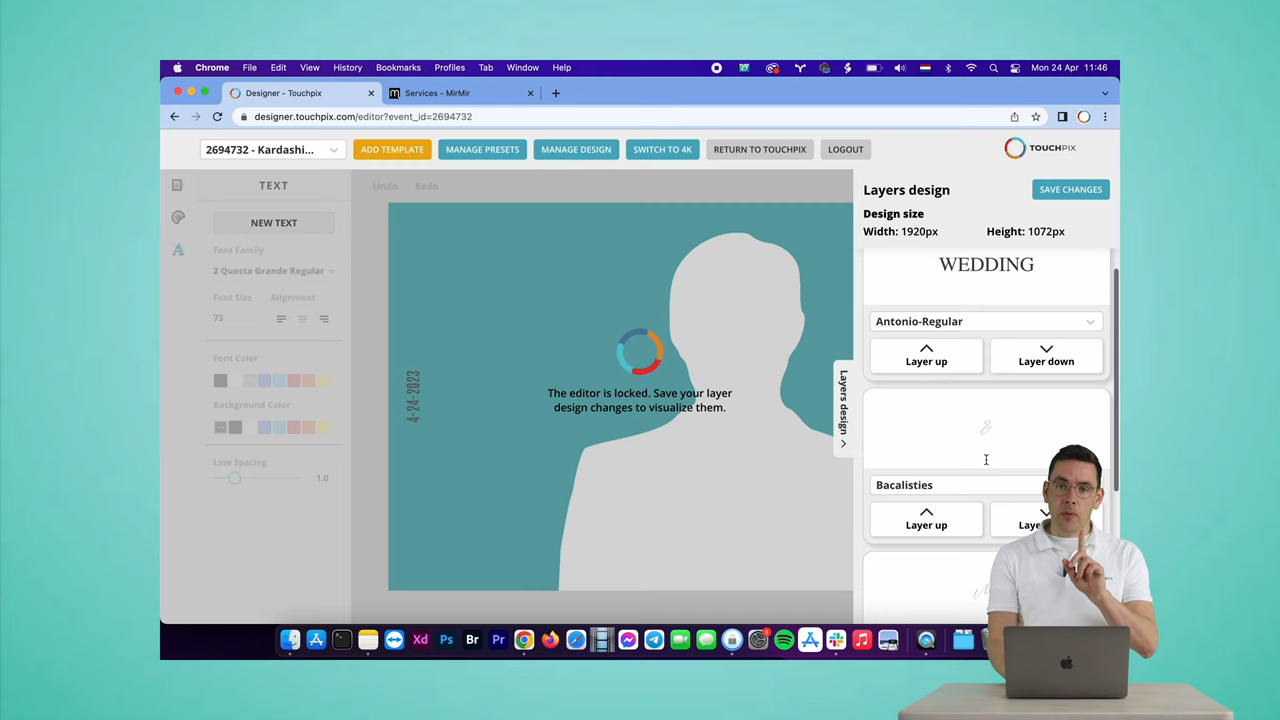 Chrome File Edit View History Bookmarks Profiles Tab Window Help
Mon 24 Apr 11:46
Designer - Touchpix
Services - MirMir
designer.touchpix.com/editor?event_id=2694732
2694732 - Kardashi...
ADD TEMPLATE
MANAGE PRESETS
MANAGE DESIGN
SWITCH TO 4K
RETURN TO TOUCHPIX
LOGOUT
TOUCHPIX
TEXT
Undo
Redo
NEW TEXT
Font Family
2 Questa Grande Regular
Font Size
Alignment
73
Font Color
Background Color
Line Spacing
1.0
4-24-2023
The editor is locked. Save your layer
design changes to visualize them.
Layers design
Layers design
SAVE CHANGES
Design size
Width: 1920px
Height: 1072px
WEDDING
Antonio-Regular
Layer up
Layer down
&
Bacalisties
Layer up
Xd
Ps
Br
Pr